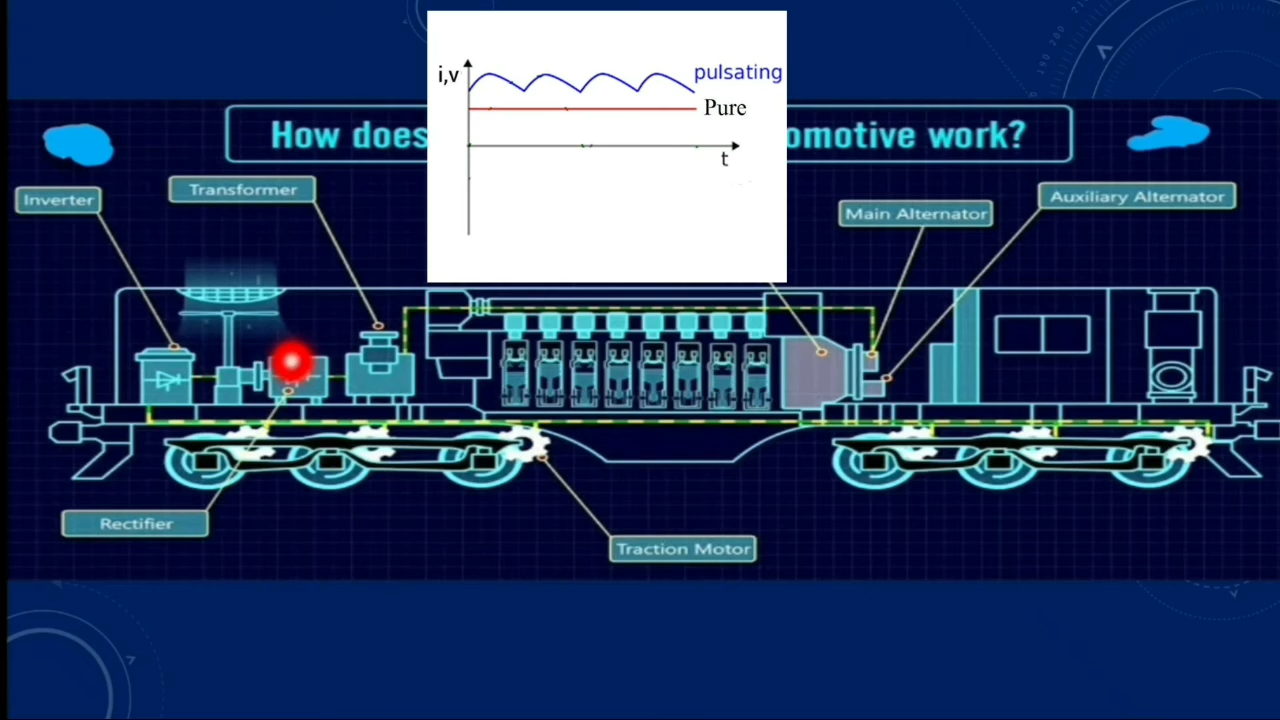 i,v
pulsating
Pure
t
How does
omotive work?
Inverter
Transformer
Main Alternator
Auxiliary Alternator
Rectifier
Traction Motor